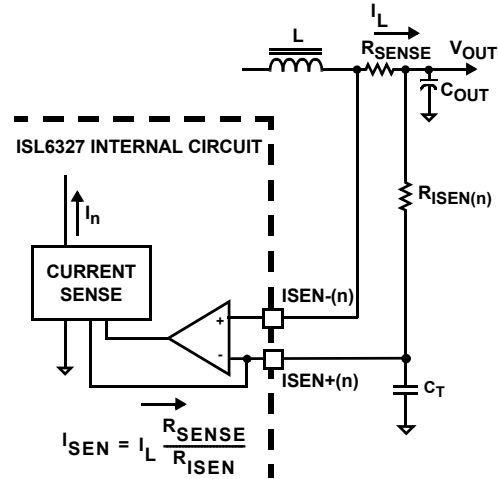 I_L
L
R_SENSE
V_OUT
C_OUT
ISL6327 INTERNAL CIRCUIT
R_ISEN(n)
I_n
CURRENT
SENSE
+
ISEN-(n)
-
ISEN+(n)
C_T
I_SEN = I_L R_SENSE / R_ISEN